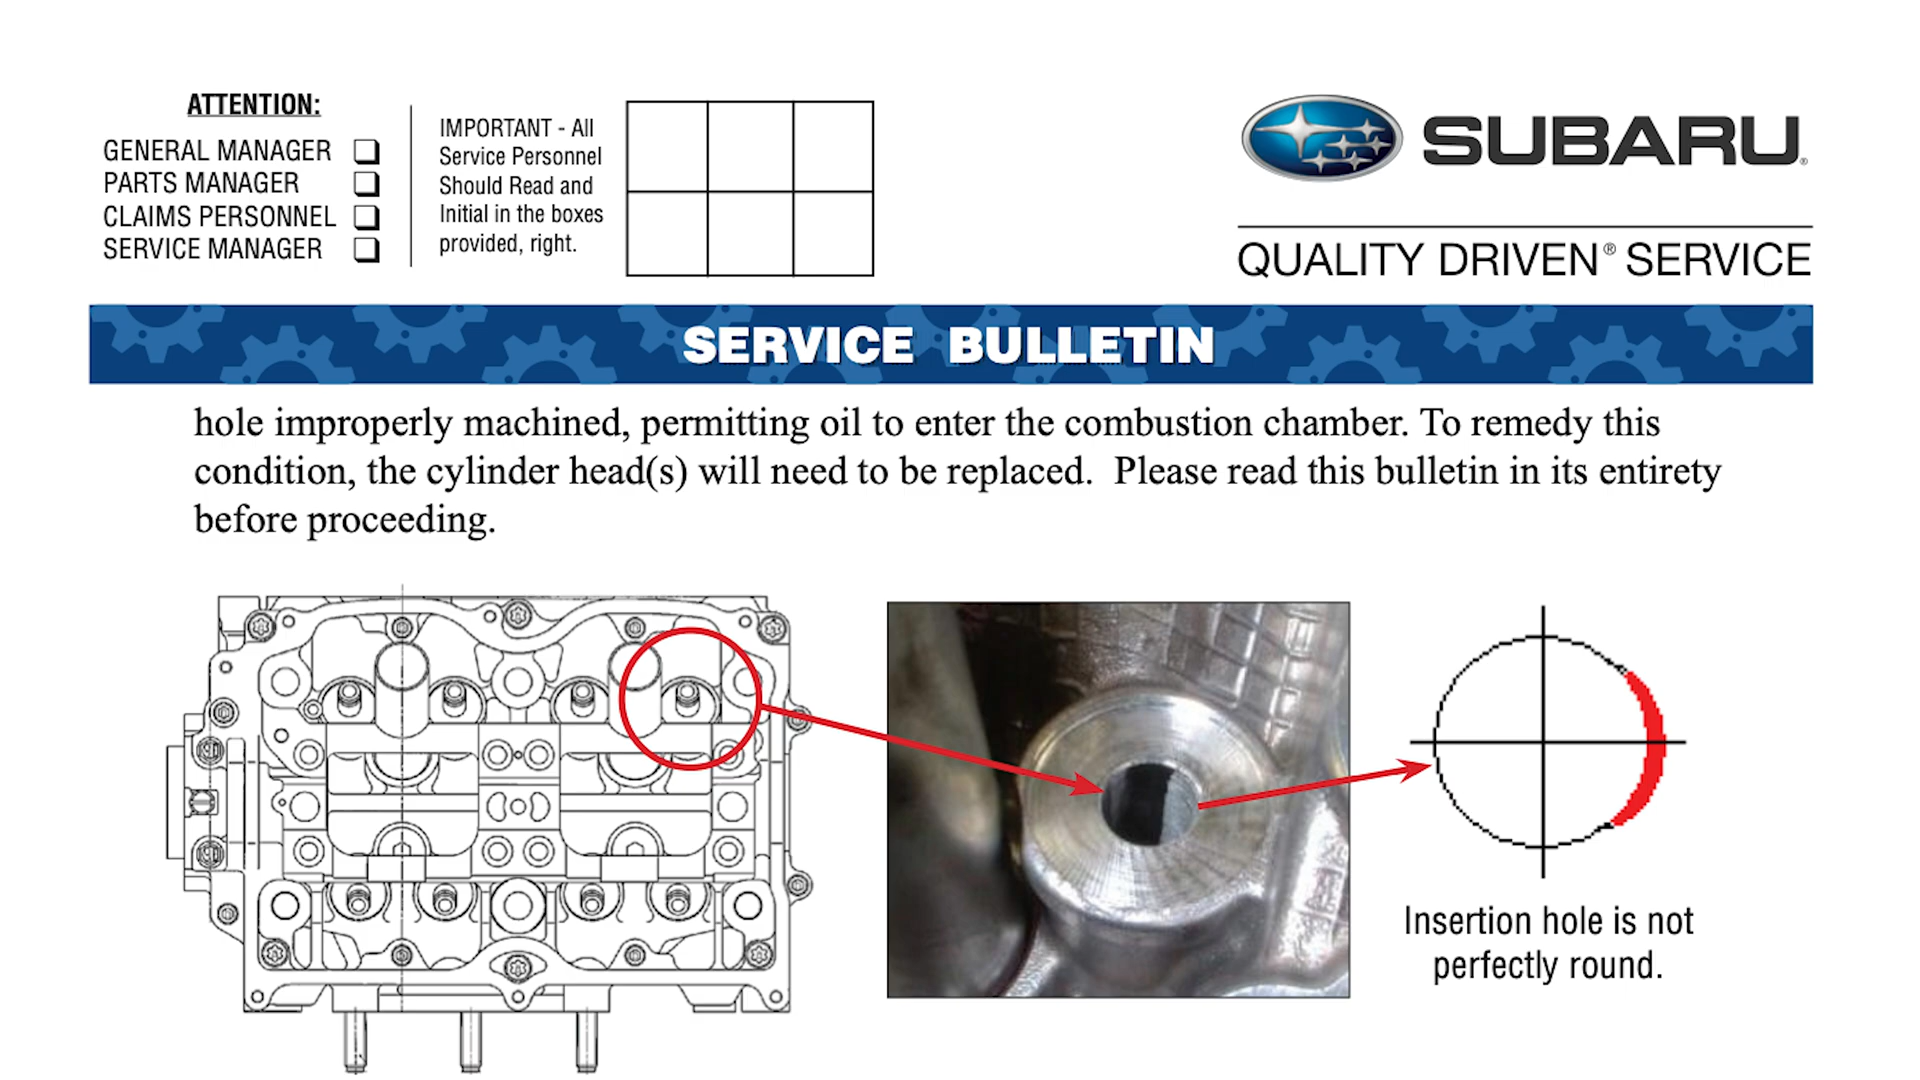 ATTENTION:
GENERAL MANAGER
PARTS MANAGER
CLAIMS PERSONNEL
SERVICE MANAGER
IMPORTANT - All
Service Personnel
Should Read and
Initial in the boxes
provided, right.
SUBARU®
QUALITY DRIVEN® SERVICE
SERVICE BULLETIN
hole improperly machined, permitting oil to enter the combustion chamber. To remedy this
condition, the cylinder head(s) will need to be replaced. Please read this bulletin in its entirety
before proceeding.
Insertion hole is not
perfectly round.